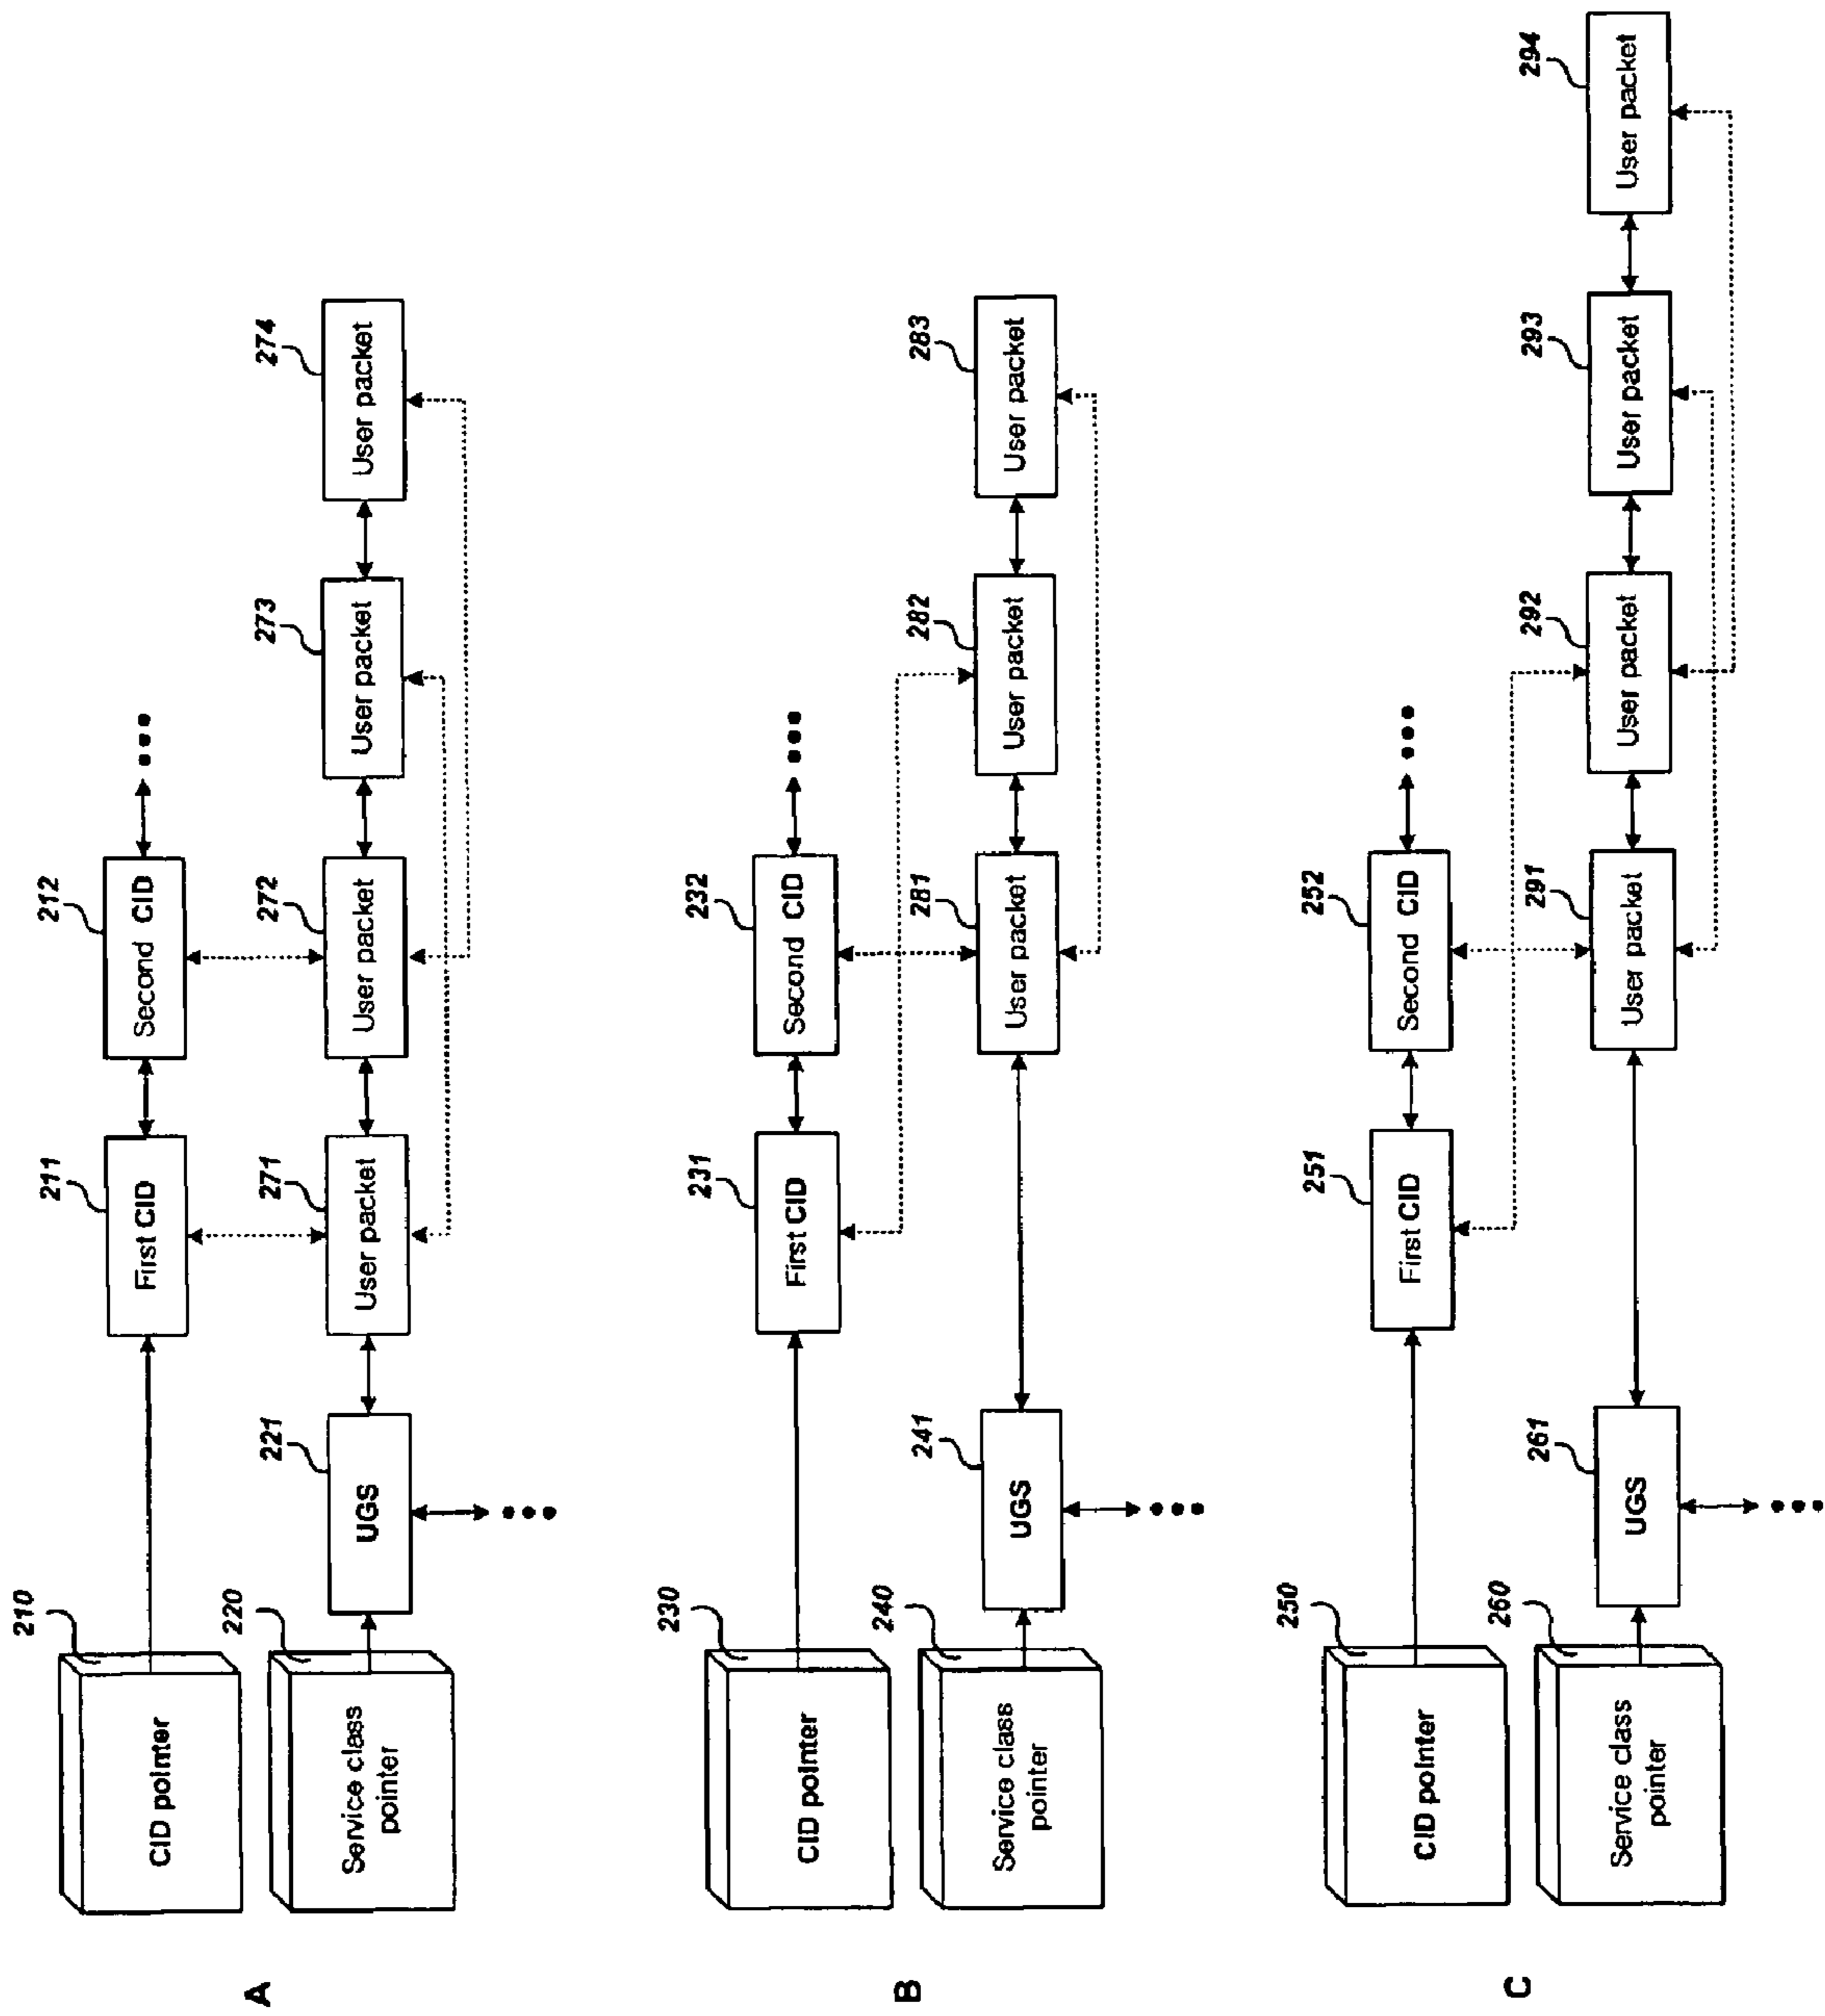 A
210
CID pointer
211
First CID
212
Second CID
220
Service class
pointer
221
UGS
271
User packet
272
User packet
273
User packet
274
User packet
B
230
CID pointer
231
First CID
232
Second CID
240
Service class
pointer
241
UGS
281
User packet
282
User packet
283
User packet
C
250
CID pointer
251
First CID
252
Second CID
260
Service class
pointer
261
UGS
291
User packet
292
User packet
293
User packet
294
User packet